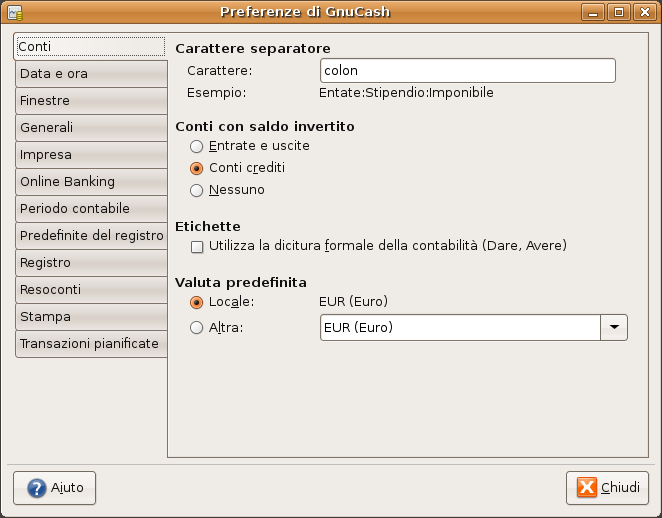 Preferenze di GnuCash
Conti
Data e ora
Finestre
Generali
Impresa
Online Banking
Periodo contabile
Predefinite del registro
Registro
Resoconti
Stampa
Transazioni pianificate
Carattere separatore
Carattere: colon
Esempio: Entate:Stipendio:Imponibile
Conti con saldo invertito
Entrate e uscite
Conti crediti
Nessuno
Etichette
Utilizza la dicitura formale della contabilità (Dare, Avere)
Valuta predefinita
Locale: EUR (Euro)
Altra: EUR (Euro)
Aiuto
Chiudi